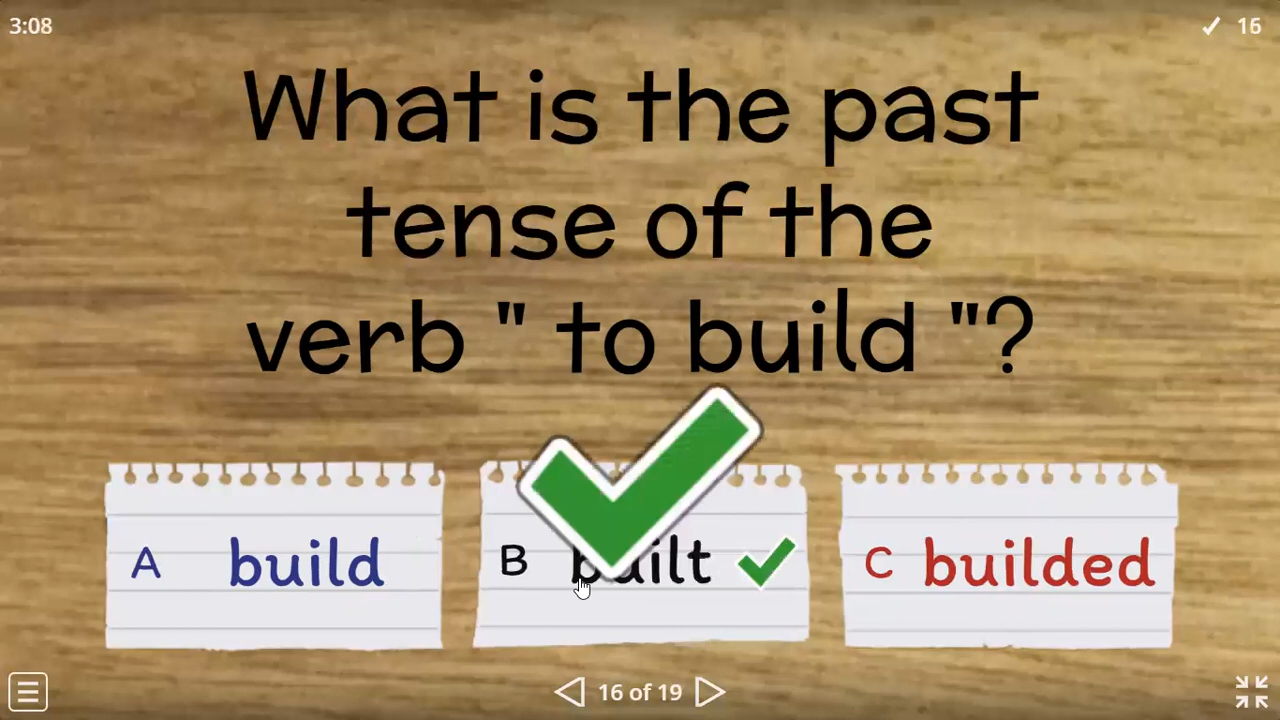 3:08
16
What is the past
tense of the
verb " to build "?
A build
B built
C builded
16 of 19